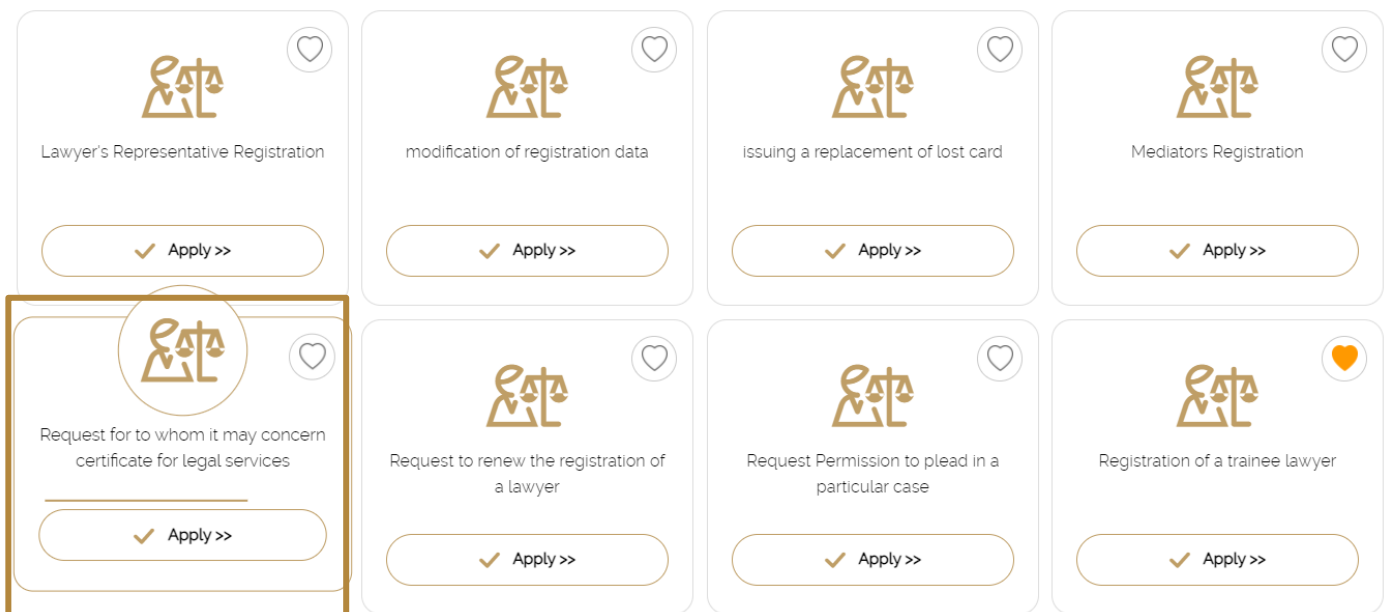 Lawyer's Representative Registration
modification of registration data
issuing a replacement of lost card
Mediators Registration
Apply >>
Apply >>
Apply >>
Apply >>
Request for to whom it may concern
certificate for legal services
Request to renew the registration of
a lawyer
Request Permission to plead in a
particular case
Registration of a trainee lawyer
Apply >>
Apply >>
Apply >>
Apply >>